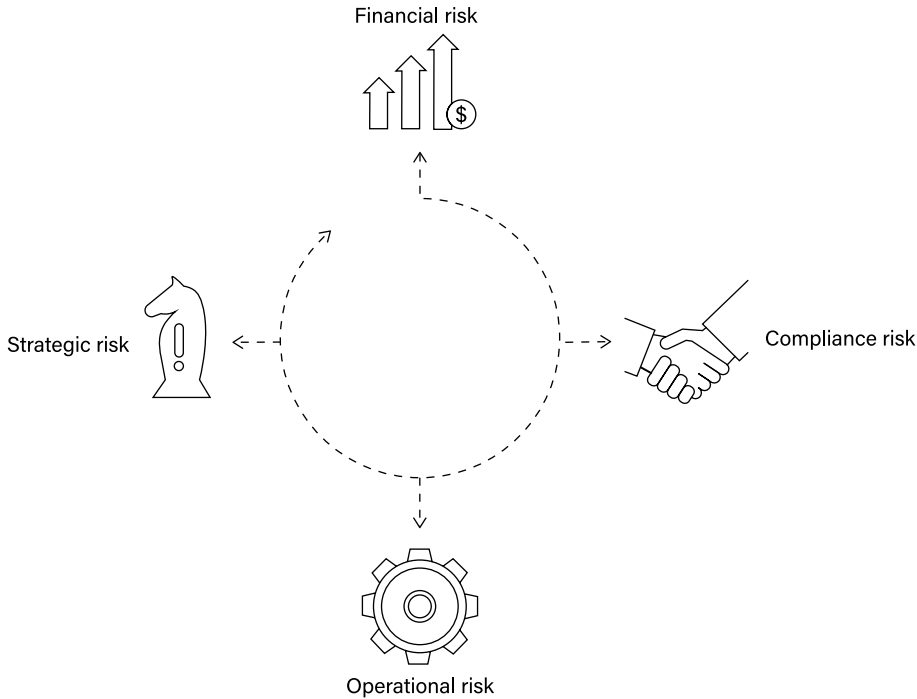 Financial risk
$
Strategic risk
Compliance risk
Operational risk